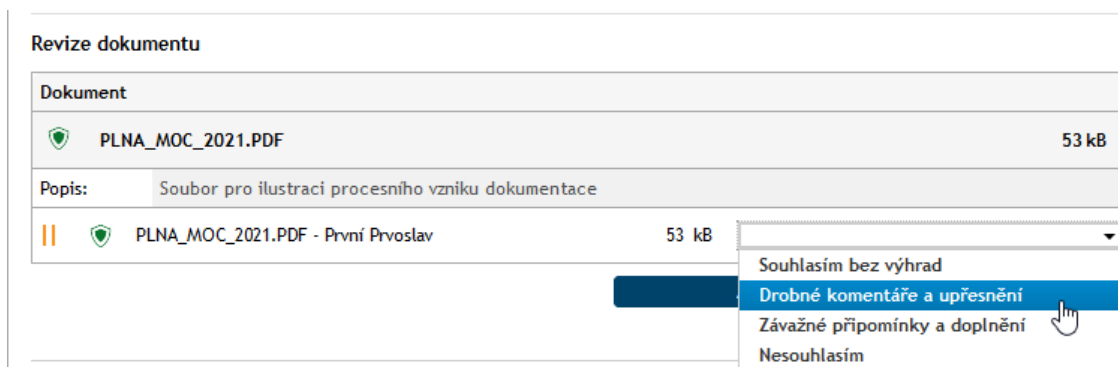 Revize dokumentu
Dokument
PLNA_MOC_2021.PDF 53 kB
Popis: Soubor pro ilustraci procesního vzniku dokumentace
PLNA_MOC_2021.PDF - První Prvoslav 53 kB
Souhlasím bez výhrad
Drobné komentáře a upřesnění
Závažné připomínky a doplnění
Nesouhlasím